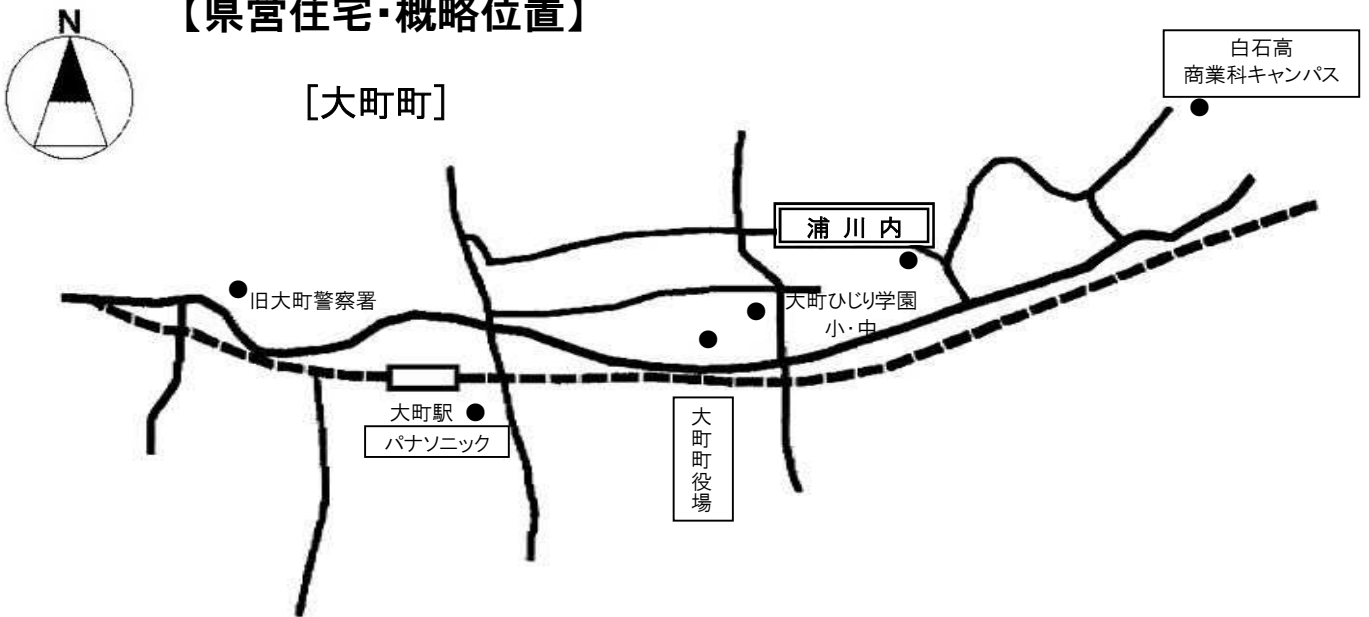 【県営住宅・概略位置】
N
[大町町]
白石高
商業科キャンパス
浦川内
旧大町警察署
大町ひじり学園
小・中
大町駅
パナソニック
大町町役場